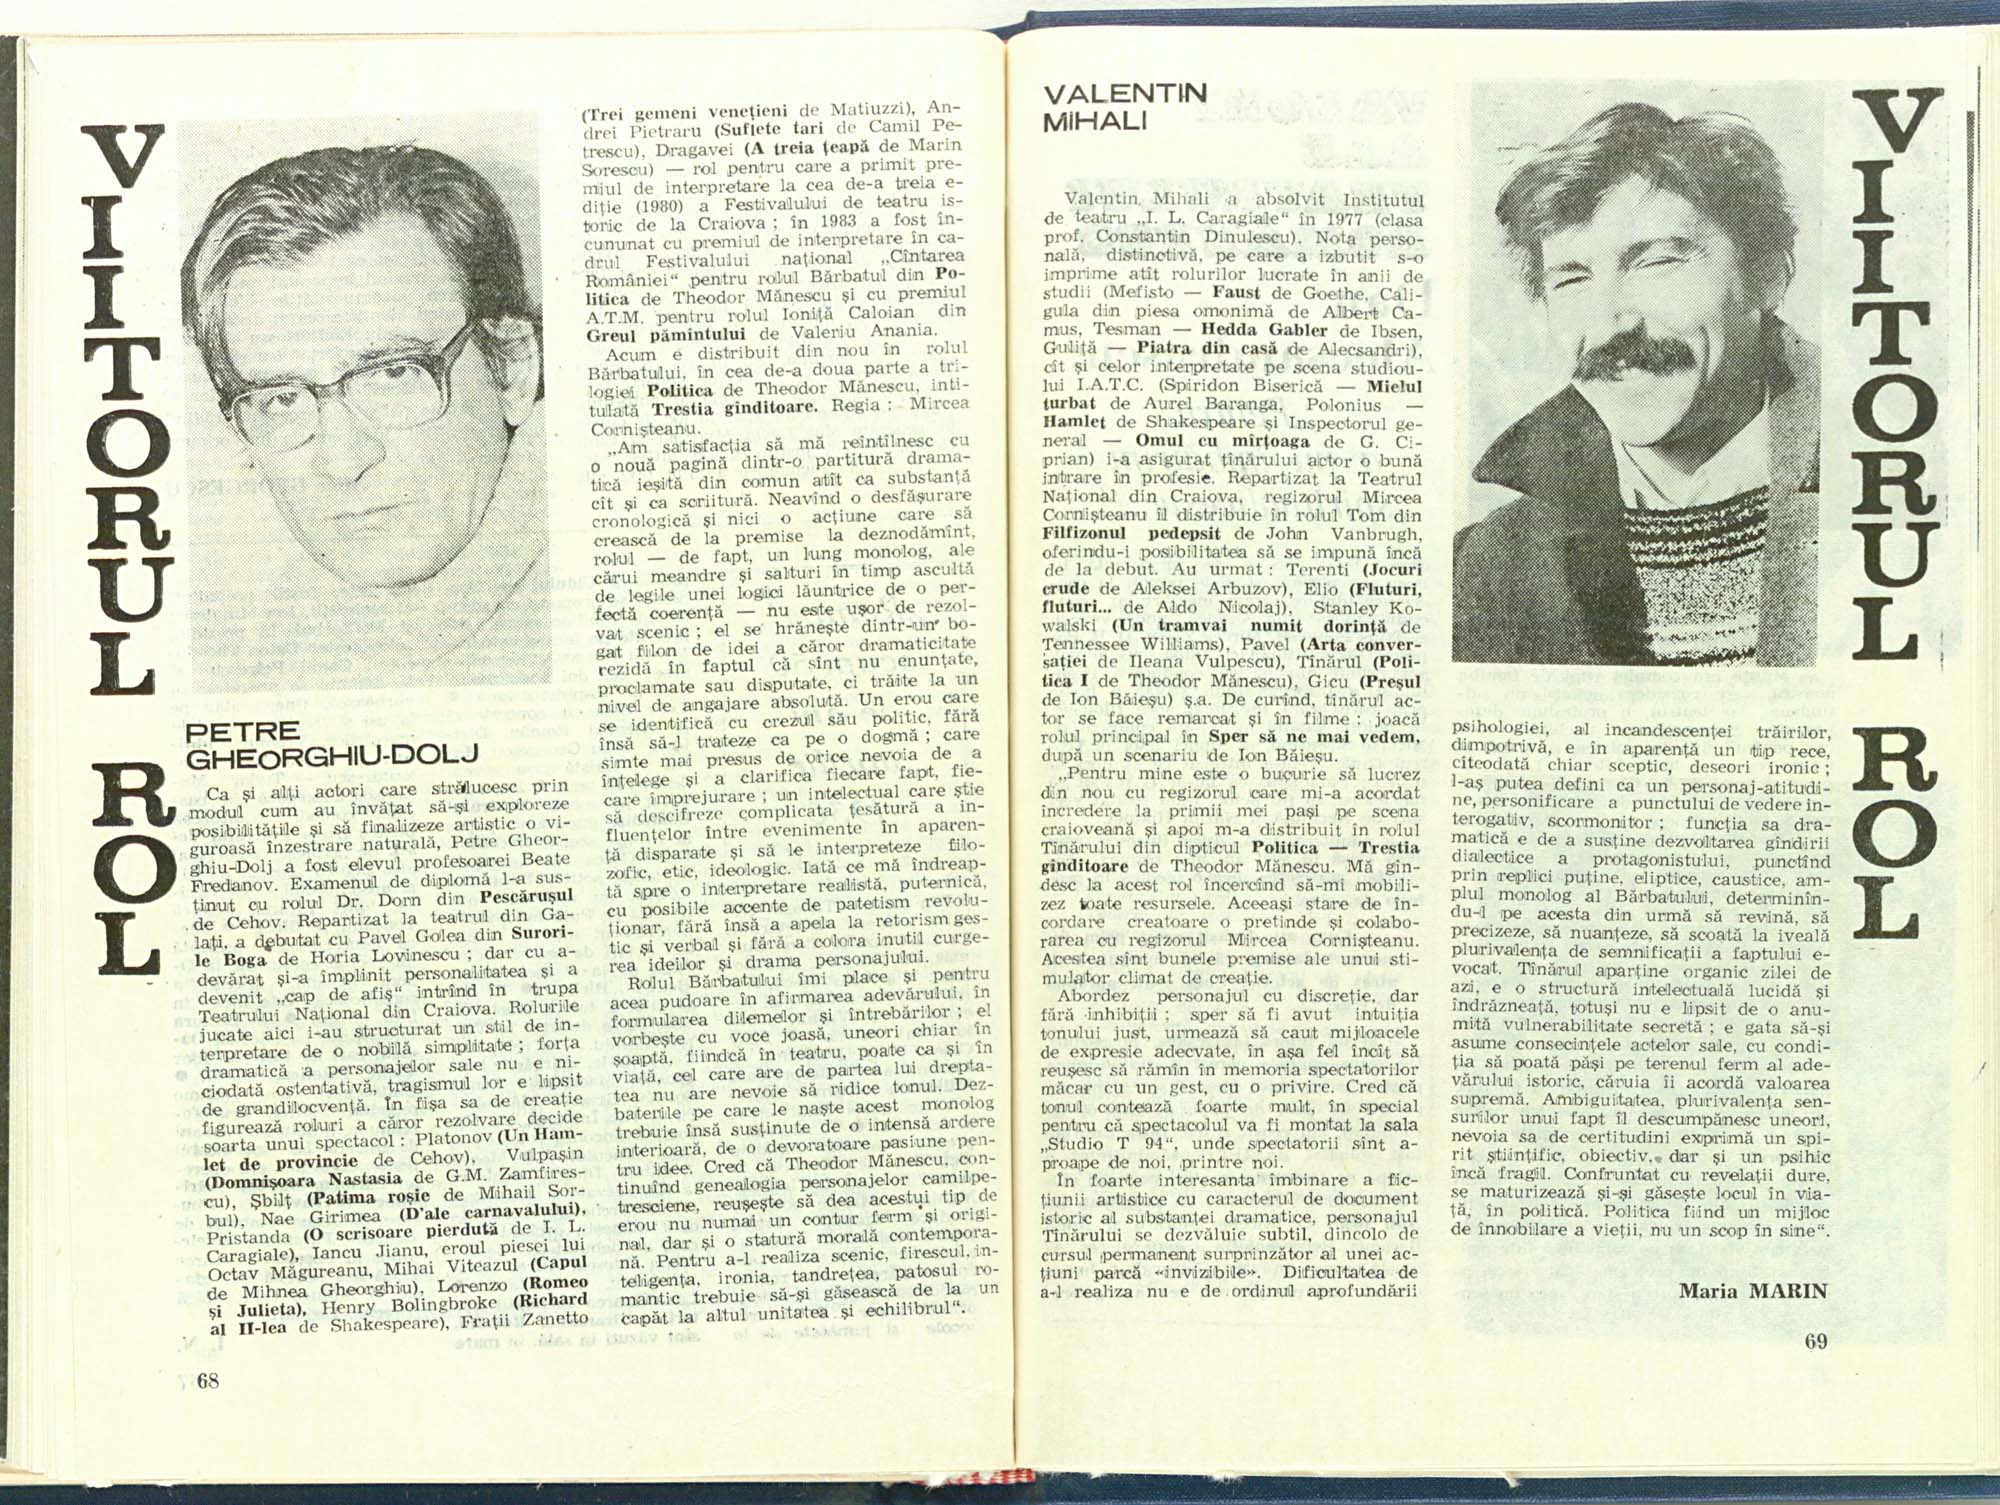 VIITORUL ROL
PETRE
GHEORGHIU-DOLJ
Ca și alți actori care strălucesc prin
modul cum au învățat să-și exploreze
posibilitățile și să finalizeze artistic o vi-
guroasă înzestrare naturală, Petre Gheor-
ghiu-Dolj a fost elevul profesoarei Beate
Fredanov. Examenul de diplomă l-a sus-
ținut cu rolul Dr. Dorn din Pescărușul
de Cehov. Repartizat la teatrul din Ga-
lați, a debutat cu Pavel Golea din Surori-
le Boga de Horia Lovinescu ; dar cu a-
devărat și-a împlinit personalitatea și a
devenit „cap de afiș“ intrînd în trupa
Teatrului Național din Craiova. Rolurile
jucate aici i-au structurat un stil de in-
terpretare de o nobilă simplitate ; forța
dramatică a personajelor sale nu e ni-
ciodată ostentativă, tragismul lor e lipsit
de grandilocvență. În fișa sa de creație
figurează roluri a căror rezolvare decide
soarta unui spectacol : Platonov (Un Ham-
let de provincie de Cehov), Vulpașin
(Domnișoara Nastasia de G.M. Zamfires-
cu), Șbilț (Patima roșie de Mihail Sor-
bul), Nae Girimea (D'ale carnavalului),
Pristanda (O scrisoare pierdută de I. L.
Caragiale), Iancu Jianu, eroul piesei lui
Octav Măgureanu, Mihai Viteazul (Capul
de Mihnea Gheorghiu), Lorenzo (Romeo
și Julieta), Henry Bolingbroke (Richard
al II-lea de Shakespeare), Frații Zanetto
(Trei gemeni venețieni de Matiuzzi), An-
drei Pietraru (Suflete tari de Camil Pe-
trescu), Dragavei (A treia țeapă de Marin
Sorescu) — rol pentru care a primit pre-
miul de interpretare la cea de-a treia e-
diție (1980) a Festivalului de teatru is-
toric de la Craiova ; în 1983 a fost în-
cununat cu premiul de interpretare în ca-
drul Festivalului național „Cîntarea
României“ pentru rolul Bărbatul din Po-
litica de Theodor Mănescu și cu premiul
A.T.M. pentru rolul Ioniță Caloian din
Greul pămîntului de Valeriu Anania.
Acum e distribuit din nou în rolul
Bărbatului, în cea de-a doua parte a tri-
logiei Politica de Theodor Mănescu, inti-
tulată Trestia gînditoare. Regia : Mircea
Cornișteanu.
„Am satisfacția să mă reîntîlnesc cu
o nouă pagină dintr-o partitură drama-
tică ieșită din comun atît ca substanță
cît și ca scriitură. Neavînd o desfășurare
cronologică și nici o acțiune care să
crească de la premise la deznodămînt,
rolul — de fapt, un lung monolog, ale
cărui meandre și salturi în timp ascultă
de legile unei logici lăuntrice de o per-
fectă coerență — nu este ușor de rezol-
vat scenic ; el se hrănește dintr-un bo-
gat filon de idei a căror dramaticitate
rezidă în faptul că sînt nu enunțate,
proclamate sau disputate, ci trăite la un
nivel de angajare absolută. Un erou care
se identifică cu crezul său politic, fără
însă să-l trateze ca pe o dogmă ; care
simte mai presus de orice nevoia de a
înțelege și a clarifica fiecare fapt, fie-
care împrejurare ; un intelectual care știe
să descifreze complicata țesătură a in-
fluențelor între evenimente în aparen-
ță disparate și să le interpreteze filo-
zofic, etic, ideologic. Iată ce mă îndreap-
tă spre o interpretare realistă, puternică,
cu posibile accente de patetism revolu-
ționar, fără însă a apela la retorism ges-
tic și verbal și fără a colora inutil curge-
rea ideilor și drama personajului.
Rolul Bărbatului îmi place și pentru
acea pudoare în afirmarea adevărului, în
formularea dilemelor și întrebărilor ; el
vorbește cu voce joasă, uneori chiar în
șoaptă, fiindcă în teatru, poate ca și în
viață, cel care are de partea lui drepta-
tea nu are nevoie să ridice tonul. Dez-
baterile pe care le naște acest monolog
trebuie însă susținute de o intensă ardere
interioară, de o devoratoare pasiune pen-
tru idee. Cred că Theodor Mănescu, con-
tinuînd genealogia personajelor camilpe-
tresciene, reușește să dea acestui tip de
erou nu numai un contur ferm și origi-
nal, dar și o statură morală contempora-
nă. Pentru a-l realiza scenic, firescul, in-
teligența, ironia, tandrețea, patosul ro-
mantic trebuie să-și găsească de la un
capăt la altul unitatea și echilibrul“.
68
VALENTIN
MIHALI
Valentin Mihali a absolvit Institutul
de teatru „I. L. Caragiale“ în 1977 (clasa
prof. Constantin Dinulescu). Nota perso-
nală, distinctivă, pe care a izbutit s-o
imprime atît rolurilor lucrate în anii de
studii (Mefisto — Faust de Goethe, Cali-
gula din piesa omonimă de Albert Ca-
mus, Tesman — Hedda Gabler de Ibsen,
Guliță — Piatra din casă de Alecsandri),
cît și celor interpretate pe scena studiou-
lui I.A.T.C. (Spiridon Biserică — Mielul
turbat de Aurel Baranga, Polonius —
Hamlet de Shakespeare și Inspectorul ge-
neral — Omul cu mîrțoaga de G. Ci-
prian) i-a asigurat tînărului actor o bună
intrare în profesie. Repartizat la Teatrul
Național din Craiova, regizorul Mircea
Cornișteanu îl distribuie în rolul Tom din
Filfizonul pedepsit de John Vanbrugh,
oferindu-i posibilitatea să se impună încă
de la debut. Au urmat : Terenti (Jocuri
crude de Aleksei Arbuzov), Elio (Fluturi,
fluturi... de Aldo Nicolaj), Stanley Ko-
walski (Un tramvai numit dorință de
Tennessee Williams), Pavel (Arta conver-
sației de Ileana Vulpescu), Tînărul (Poli-
tica I de Theodor Mănescu), Gicu (Preșul
de Ion Băieșu) ș.a. De curînd, tînărul ac-
tor se face remarcat și în filme : joacă
rolul principal în Sper să ne mai vedem,
după un scenariu de Ion Băieșu.
„Pentru mine este o bucurie să lucrez
din nou cu regizorul care mi-a acordat
încredere la primii mei pași pe scena
craioveană și apoi m-a distribuit în rolul
Tînărului din dipticul Politica — Trestia
gînditoare de Theodor Mănescu. Mă gîn-
desc la acest rol încercînd să-mi mobili-
zez toate resursele. Aceeași stare de în-
cordare creatoare o pretinde și colabo-
rarea cu regizorul Mircea Cornișteanu.
Acestea sînt bunele premise ale unui sti-
mulator climat de creație.
Abordez personajul cu discreție, dar
fără inhibiții ; sper să fi avut intuiția
tonului just, urmează să caut mijloacele
de expresie adecvate, în așa fel încît să
reușesc să rămîn în memoria spectatorilor
măcar cu un gest, cu o privire. Cred că
tonul contează foarte mult, în special
pentru că spectacolul va fi montat la sala
„Studio T 94“, unde spectatorii sînt a-
proape de noi, printre noi.
În foarte interesanta îmbinare a fic-
țiunii artistice cu caracterul de document
istoric al substanței dramatice, personajul
Tînărului se dezvăluie subtil, dincolo de
cursul permanent surprinzător al unei ac-
țiuni parcă «invizibile». Dificultatea de
a-l realiza nu e de ordinul aprofundării
psihologiei, al incandescenței trăirilor,
dimpotrivă, e în aparență un tip rece,
cîteodată chiar sceptic, deseori ironic ;
l-aș putea defini ca un personaj-atitudi-
ne, personificare a punctului de vedere in-
terogativ, scormonitor ; funcția sa dra-
matică e de a susține dezvoltarea gîndirii
dialectice a protagonistului, punctînd
prin replici puține, eliptice, caustice, am-
plul monolog al Bărbatului, determinîn-
du-l pe acesta din urmă să revină, să
precizeze, să nuanțeze, să scoată la iveală
plurivalența de semnificații a faptului e-
vocat. Tînărul aparține organic zilei de
azi, e o structură intelectuală lucidă și
îndrăzneață, totuși nu e lipsit de o anu-
mită vulnerabilitate secretă ; e gata să-și
asume consecințele actelor sale, cu condi-
ția să poată păși pe terenul ferm al ade-
vărului istoric, căruia îi acordă valoarea
supremă. Ambiguitatea, plurivalența sen-
surilor unui fapt îl descumpănesc uneori,
nevoia sa de certitudini exprimă un spi-
rit științific, obiectiv, dar și un psihic
încă fragil. Confruntat cu revelații dure,
se maturizează și-și găsește locul în via-
ță, în politică. Politica fiind un mijloc
de înnobilare a vieții, nu un scop în sine“.
Maria MARIN
69
VIITORUL ROL